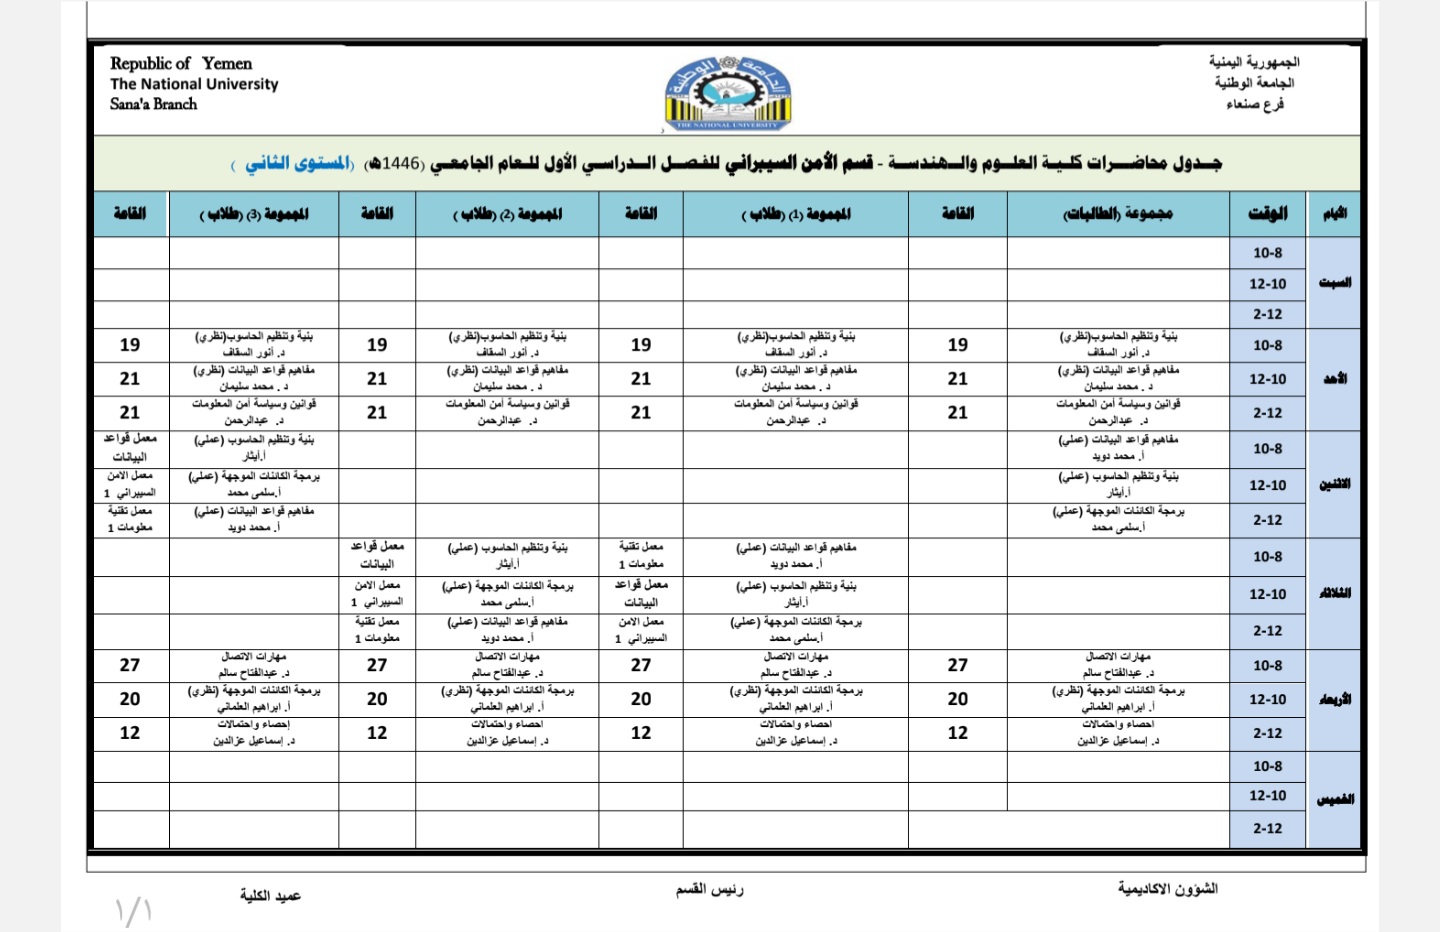 Republic of Yemen
The National University
Sana'a Branch
الجمهورية اليمنية
الجامعة الوطنية
فرع صنعاء
الجامعة الوطنية
THE NATIONAL UNIVERSITY
جدول محاضرات كلية العلوم والهندسة - قسم الأمن السيبراني للفصل الدراسي الأول للعام الجامعي (1446هـ) (المستوى الثاني )
الأيام الوقت مجموعة (الطالبات) القاعة المجموعة (1) (طلاب ) القاعة المجموعة (2) (طلاب ) القاعة المجموعة (3) (طلاب ) القاعة
السبت
10-8
12-10
2-12
الأحد
10-8 بنية وتنظيم الحاسوب(نظري) 19 بنية وتنظيم الحاسوب(نظري) 19 بنية وتنظيم الحاسوب(نظري) 19 بنية وتنظيم الحاسوب(نظري) 19
د. أنور السقاف د. أنور السقاف د. أنور السقاف د. أنور السقاف
12-10 مفاهيم قواعد البيانات (نظري) 21 مفاهيم قواعد البيانات (نظري) 21 مفاهيم قواعد البيانات (نظري) 21 مفاهيم قواعد البيانات (نظري) 21
د . محمد سليمان د . محمد سليمان د . محمد سليمان د . محمد سليمان
2-12 قوانين وسياسة أمن المعلومات 21 قوانين وسياسة أمن المعلومات 21 قوانين وسياسة أمن المعلومات 21 قوانين وسياسة أمن المعلومات 21
د. عبدالرحمن د. عبدالرحمن د. عبدالرحمن د. عبدالرحمن
الاثنين
10-8 مفاهيم قواعد البيانات (عملي) بنية وتنظيم الحاسوب (عملي) معمل قواعد
أ. محمد دويد أ.أيثار البيانات
12-10 بنية وتنظيم الحاسوب (عملي) برمجة الكائنات الموجهة (عملي) معمل الامن
أ.أيثار أ.سلمى محمد السيبراني 1
2-12 برمجة الكائنات الموجهة (عملي) مفاهيم قواعد البيانات (عملي) معمل تقنية
أ.سلمى محمد أ. محمد دويد معلومات 1
الثلاثاء
10-8 مفاهيم قواعد البيانات (عملي) معمل تقنية بنية وتنظيم الحاسوب (عملي) معمل قواعد
أ. محمد دويد معلومات 1 أ.أيثار البيانات
12-10 بنية وتنظيم الحاسوب (عملي) معمل قواعد برمجة الكائنات الموجهة (عملي) معمل الامن
أ.أيثار البيانات أ.سلمى محمد السيبراني 1
2-12 برمجة الكائنات الموجهة (عملي) معمل الامن مفاهيم قواعد البيانات (عملي) معمل تقنية
أ.سلمى محمد السيبراني 1 أ. محمد دويد معلومات 1
الأربعاء
10-8 مهارات الاتصال 27 مهارات الاتصال 27 مهارات الاتصال 27 مهارات الاتصال 27
د. عبدالفتاح سالم د. عبدالفتاح سالم د. عبدالفتاح سالم د. عبدالفتاح سالم
12-10 برمجة الكائنات الموجهة (نظري) 20 برمجة الكائنات الموجهة (نظري) 20 برمجة الكائنات الموجهة (نظري) 20 برمجة الكائنات الموجهة (نظري) 20
أ. ابراهيم العلماني أ. ابراهيم العلماني أ. ابراهيم العلماني أ. ابراهيم العلماني
2-12 احصاء واحتمالات 12 احصاء واحتمالات 12 احصاء واحتمالات 12 إحصاء واحتمالات 12
د. إسماعيل عزالدين د. إسماعيل عزالدين د. إسماعيل عزالدين د. إسماعيل عزالدين
الخميس
10-8
12-10
2-12
الشؤون الاكاديمية رئيس القسم عميد الكلية
١/١